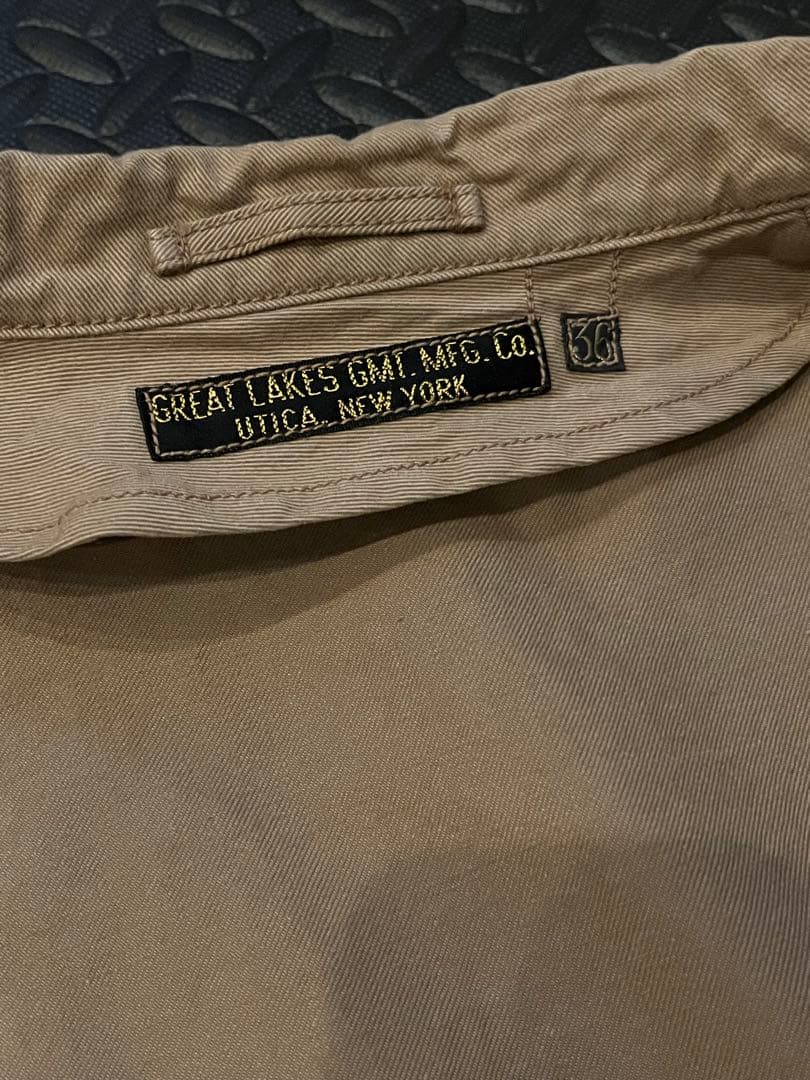 GREAT LAKES GMT. MFG. Co.
UTICA, NEW YORK
36